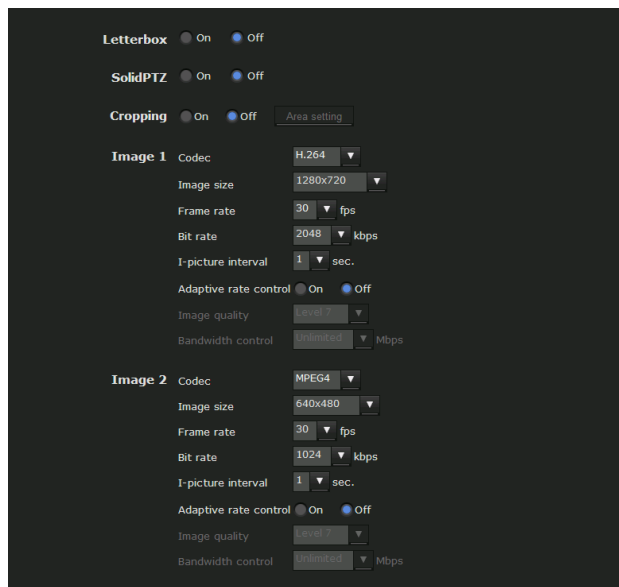 Letterbox On Off
SolidPTZ On Off
Cropping On Off Area setting
Image 1 Codec H.264
Image size 1280x720
Frame rate 30 fps
Bit rate 2048 kbps
I-picture interval 1 sec.
Adaptive rate control On Off
Image quality Level 7
Bandwidth control Unlimited Mbps
Image 2 Codec MPEG4
Image size 640x480
Frame rate 30 fps
Bit rate 1024 kbps
I-picture interval 1 sec.
Adaptive rate control On Off
Image quality Level 7
Bandwidth control Unlimited Mbps